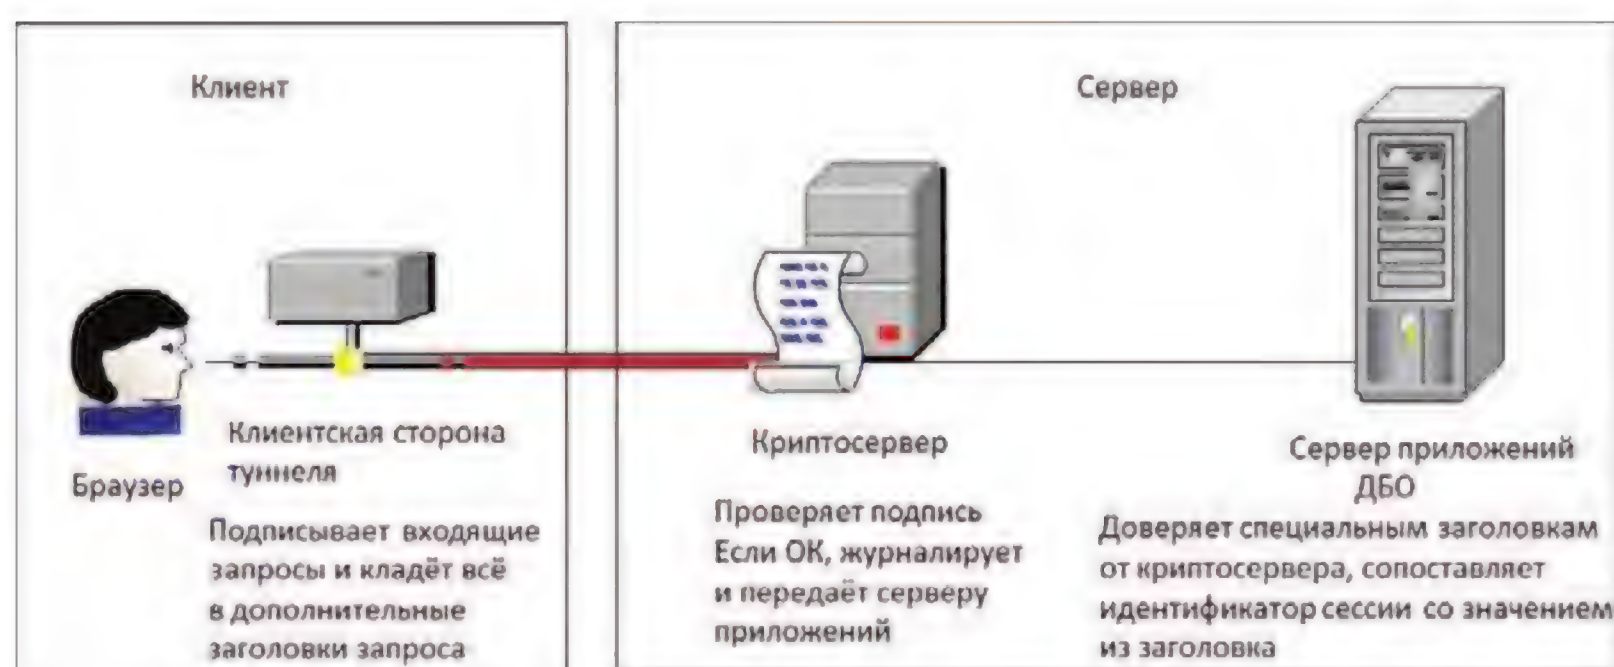 Клиент
Сервер
Браузер
Клиентская сторона
туннеля
Подписывает входящие
запросы и кладёт всё
в дополнительные
заголовки запроса
Криптосервер
Проверяет подпись
Если ОК, журналирует
и передаёт серверу
приложений
Сервер приложений
ДБО
Доверяет специальным заголовкам
от криптосервера, сопоставляет
идентификатор сессии со значением
из заголовка